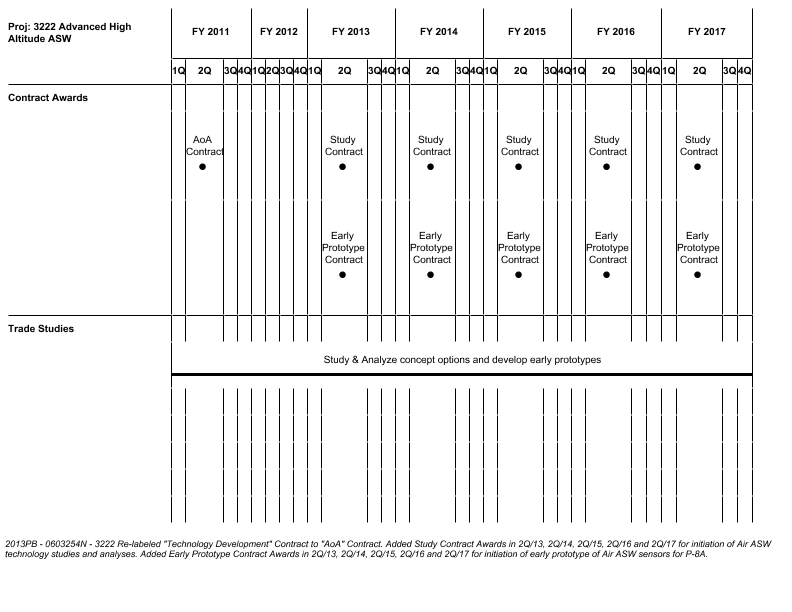 Proj: 3222 Advanced High
Altitude ASW
FY 2011 FY 2012 FY 2013 FY 2014 FY 2015 FY 2016 FY 2017
1Q 2Q 3Q 4Q 1Q 2Q 3Q 4Q 1Q 2Q 3Q 4Q 1Q 2Q 3Q 4Q 1Q 2Q 3Q 4Q 1Q 2Q 3Q 4Q 1Q 2Q 3Q 4Q
Contract Awards
AoA Study Study Study Study Study
Contract Contract Contract Contract Contract Contract
Early Early Early Early Early
Prototype Prototype Prototype Prototype Prototype
Contract Contract Contract Contract Contract
Trade Studies
Study & Analyze concept options and develop early prototypes
2013PB - 0603254N - 3222 Re-labeled "Technology Development" Contract to "AoA" Contract. Added Study Contract Awards in 2Q/13, 2Q/14, 2Q/15, 2Q/16 and 2Q/17 for initiation of Air ASW
technology studies and analyses. Added Early Prototype Contract Awards in 2Q/13, 2Q/14, 2Q/15, 2Q/16 and 2Q/17 for initiation of early prototype of Air ASW sensors for P-8A.